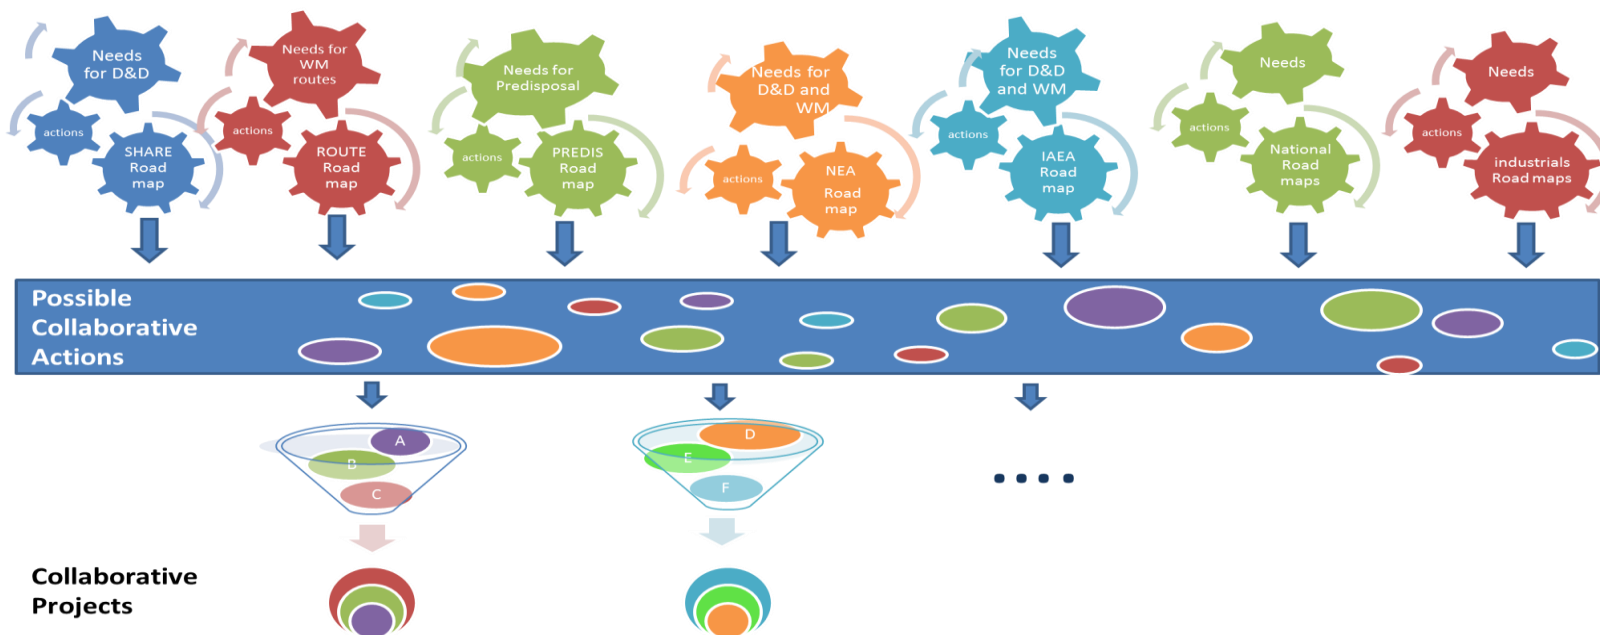 Needs
for D&D
actions
SHARE
Road
map
Needs for
WM
routes
actions
ROUTE
Road
map
Needs for
Predisposal
actions
PREDIS
Road
map
Needs for
D&D and
WM
actions
NEA
Road
map
Needs
for D&D
and WM
actions
IAEA
Road
map
Needs
actions
National
Road
maps
Needs
actions
industrials
Road maps
Possible
Collaborative
Actions
A
B
C
D
E
F
Collaborative
Projects